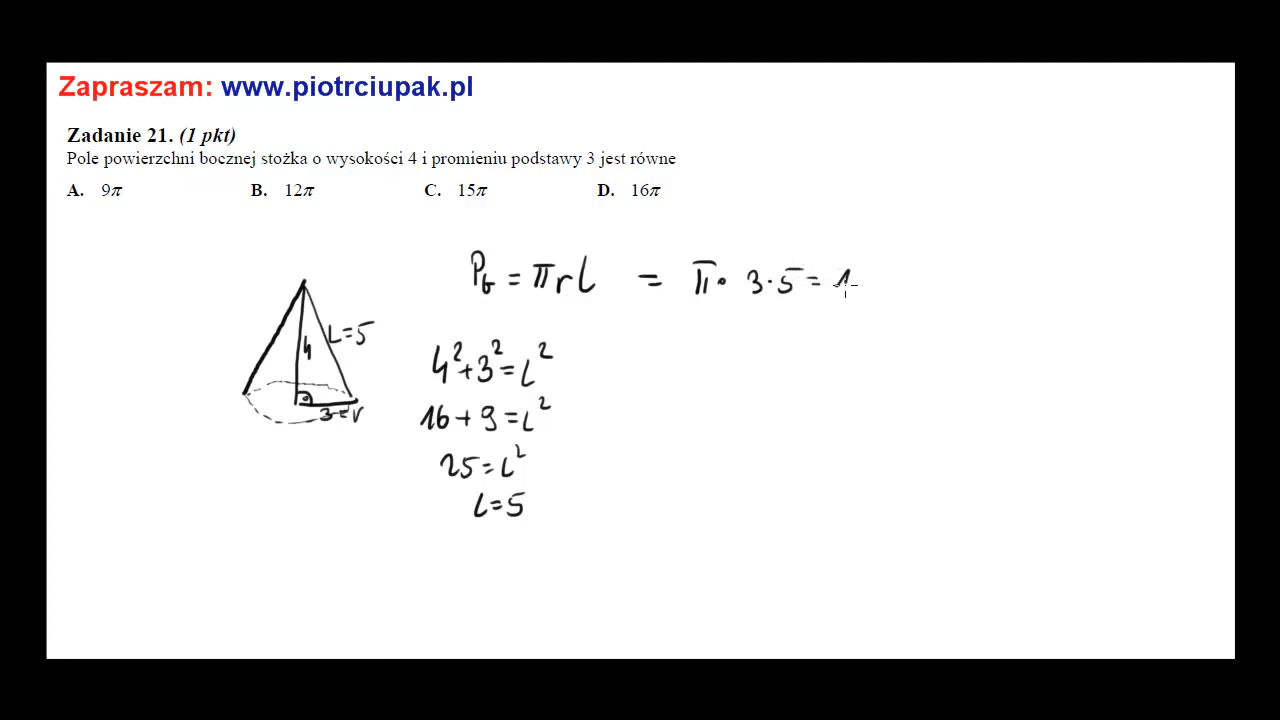 Zapraszam: www.piotrciupak.pl
Zadanie 21. (1 pkt)
Pole powierzchni bocznej stożka o wysokości 4 i promieniu podstawy 3 jest równe
A. 9π B. 12π C. 15π D. 16π
P_b = πrl = π · 3 · 5 = 1
L=5
4
3=r
4² + 3² = l²
16 + 9 = l²
25 = l²
l = 5